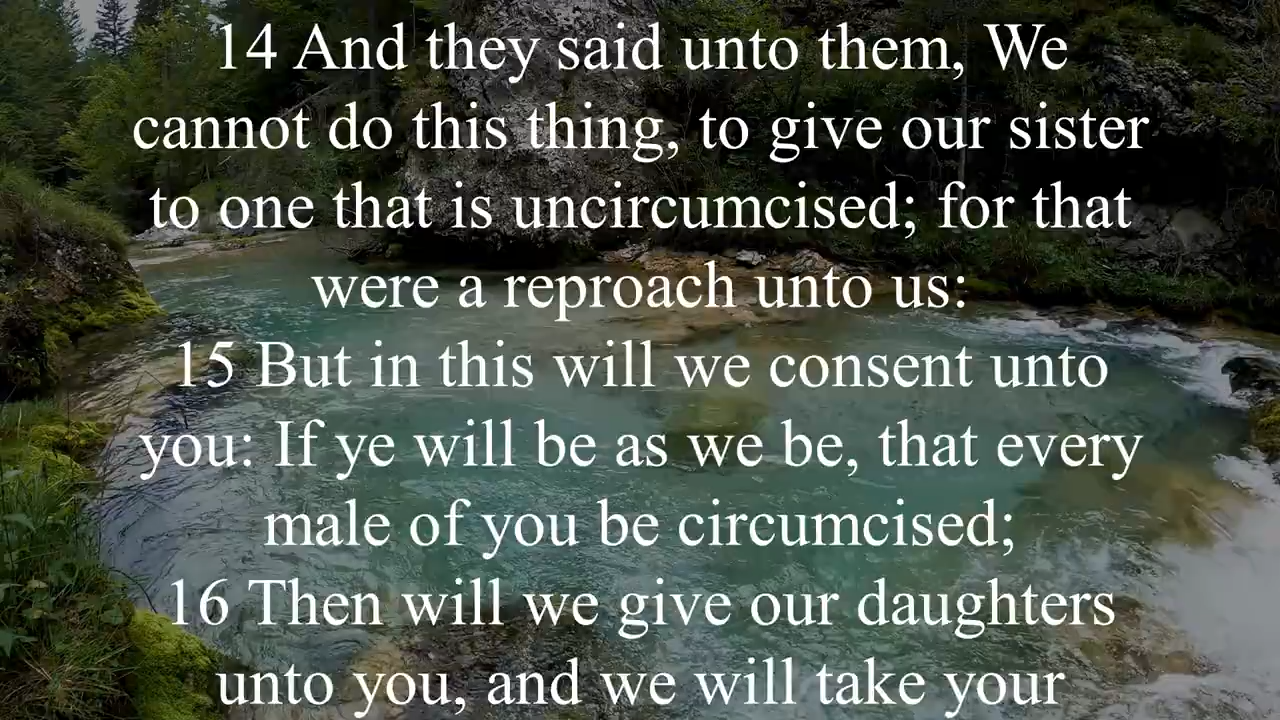 14 And they said unto them, We
cannot do this thing, to give our sister
to one that is uncircumcised; for that
were a reproach unto us:
15 But in this will we consent unto
you: If ye will be as we be, that every
male of you be circumcised;
16 Then will we give our daughters
unto you, and we will take your